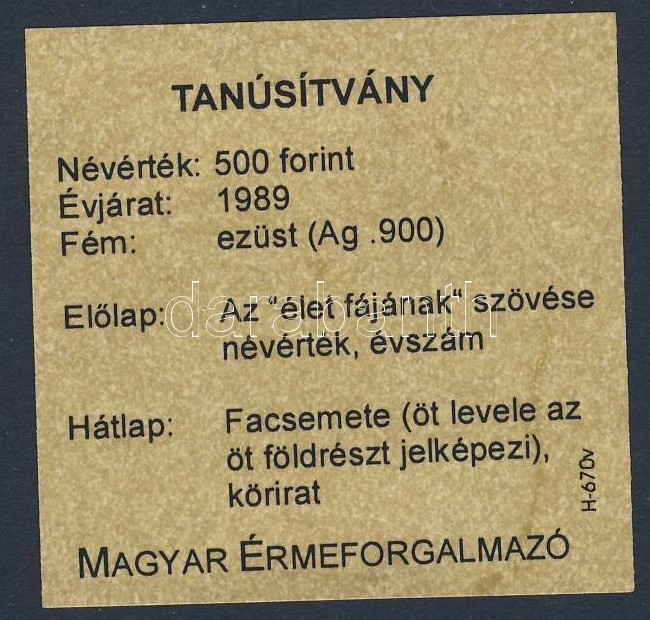 TANÚSÍTVÁNY
Névérték: 500 forint
Évjárat: 1989
Fém: ezüst (Ag .900)
Előlap: Az "élet fájának" szövése
névérték, évszám
Hátlap: Facsemete (öt levele az
öt földrészt jelképezi),
körirat
H-670v
MAGYAR ÉRMEFORGALMAZÓ
darabanth